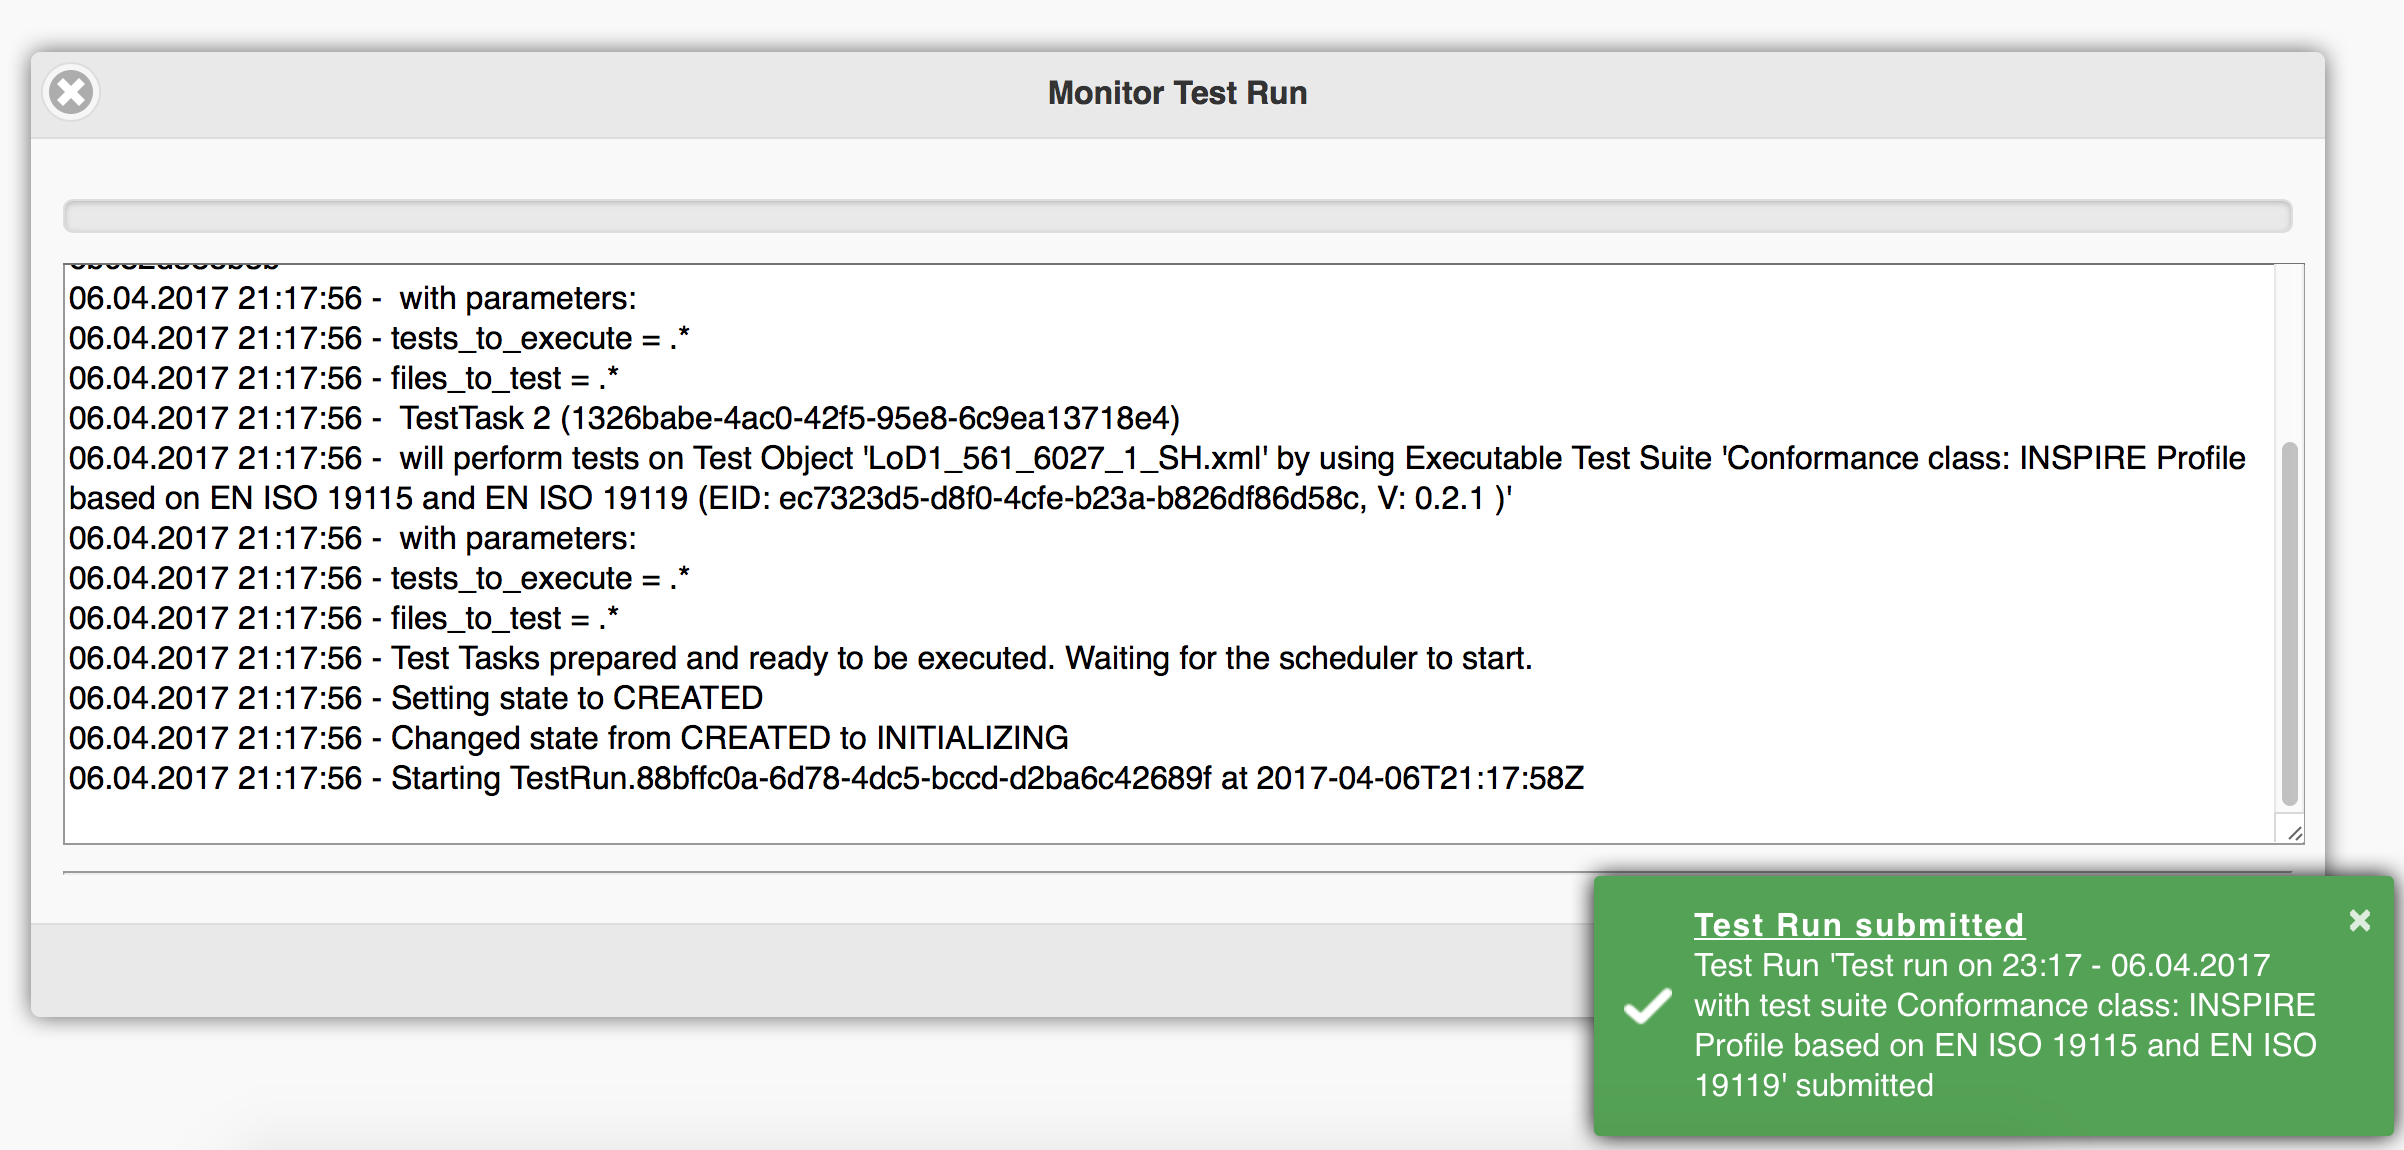 Monitor Test Run
06.04.2017 21:17:56 -  with parameters:
06.04.2017 21:17:56 - tests_to_execute = .*
06.04.2017 21:17:56 - files_to_test = .*
06.04.2017 21:17:56 -  TestTask 2 (1326babe-4ac0-42f5-95e8-6c9ea13718e4)
06.04.2017 21:17:56 -  will perform tests on Test Object 'LoD1_561_6027_1_SH.xml' by using Executable Test Suite 'Conformance class: INSPIRE Profile
based on EN ISO 19115 and EN ISO 19119 (EID: ec7323d5-d8f0-4cfe-b23a-b826df86d58c, V: 0.2.1 )'
06.04.2017 21:17:56 -  with parameters:
06.04.2017 21:17:56 - tests_to_execute = .*
06.04.2017 21:17:56 - files_to_test = .*
06.04.2017 21:17:56 - Test Tasks prepared and ready to be executed. Waiting for the scheduler to start.
06.04.2017 21:17:56 - Setting state to CREATED
06.04.2017 21:17:56 - Changed state from CREATED to INITIALIZING
06.04.2017 21:17:56 - Starting TestRun.88bffc0a-6d78-4dc5-bccd-d2ba6c42689f at 2017-04-06T21:17:58Z
Test Run submitted
Test Run 'Test run on 23:17 - 06.04.2017
with test suite Conformance class: INSPIRE
Profile based on EN ISO 19115 and EN ISO
19119' submitted